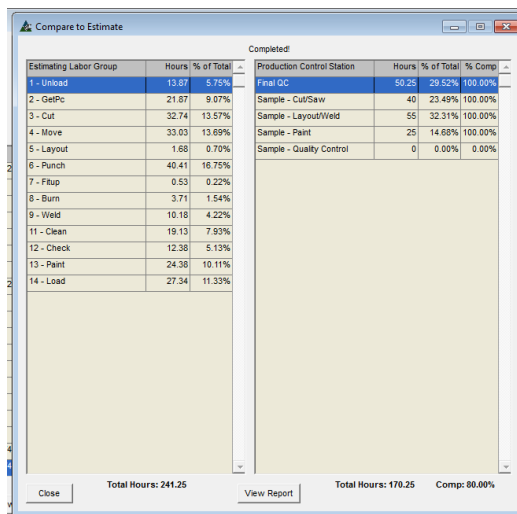 Compare to Estimate
Completed!
Estimating Labor Group Hours % of Total
1 - Unload 13.87 5.75%
2 - GetPc 21.87 9.07%
3 - Cut 32.74 13.57%
4 - Move 33.03 13.69%
5 - Layout 1.68 0.70%
6 - Punch 40.41 16.75%
7 - Fitup 0.53 0.22%
8 - Burn 3.71 1.54%
9 - Weld 10.18 4.22%
11 - Clean 19.13 7.93%
12 - Check 12.38 5.13%
13 - Paint 24.38 10.11%
14 - Load 27.34 11.33%
Total Hours: 241.25
Close
Production Control Station Hours % of Total % Comp
Final QC 50.25 29.52% 100.00%
Sample - Cut/Saw 40 23.49% 100.00%
Sample - Layout/Weld 55 32.31% 100.00%
Sample - Paint 25 14.68% 100.00%
Sample - Quality Control 0 0.00% 0.00%
Total Hours: 170.25 Comp: 80.00%
View Report